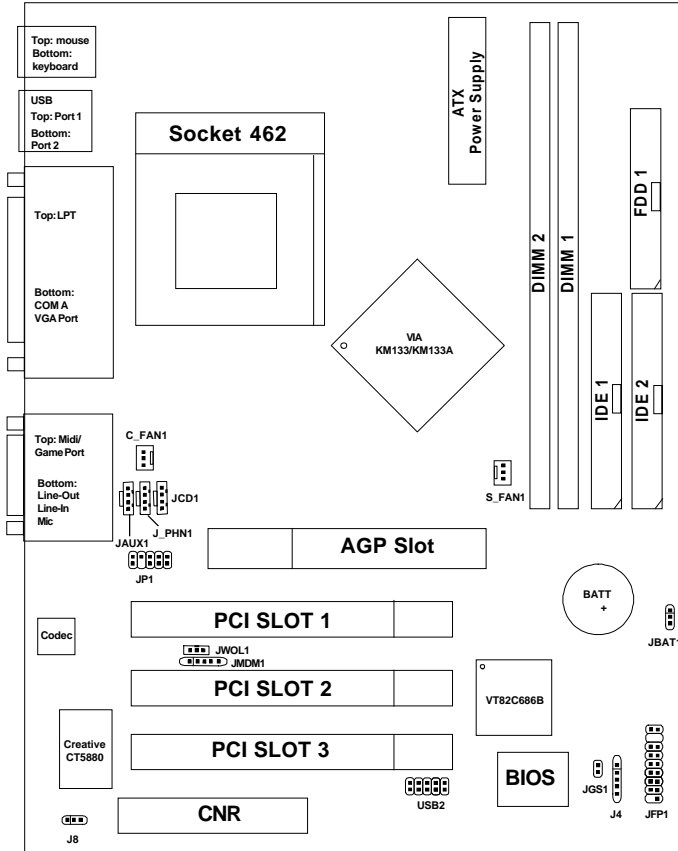 Top: mouse
Bottom:
keyboard
USB
Top: Port 1
Bottom:
Port 2
Socket 462
ATX
Power Supply
DIMM 2
DIMM 1
FDD 1
Top: LPT
Bottom:
COM A
VGA Port
VIA
KM133/KM133A
IDE 1
IDE 2
Top: Midi/
Game Port
Bottom:
Line-Out
Line-In
Mic
C_FAN1
JCD1
J_PHN1
JAUX1
JP1
S_FAN1
AGP Slot
BATT
+
JBAT1
Codec
PCI SLOT 1
JWOL1
JMDM1
PCI SLOT 2
VT82C686B
Creative
CT5880
PCI SLOT 3
USB2
BIOS
JGS1
J4
JFP1
CNR
J8